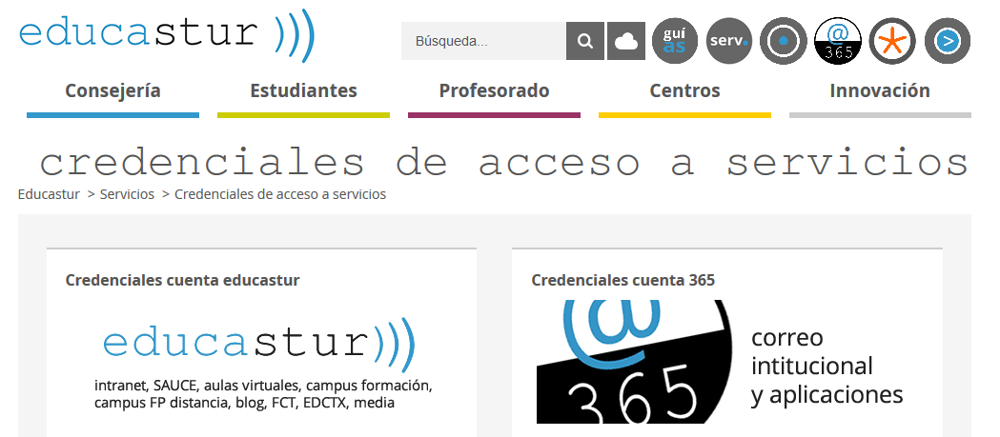 educastur
Búsqueda...
guí
as
serv.
@
365
Consejería Estudiantes Profesorado Centros Innovación
credenciales de acceso a servicios
Educastur > Servicios > Credenciales de acceso a servicios
Credenciales cuenta educastur
educastur
intranet, SAUCE, aulas virtuales, campus formación,
campus FP distancia, blog, FCT, EDCTX, media
Credenciales cuenta 365
@
365
correo
intitucional
y aplicaciones